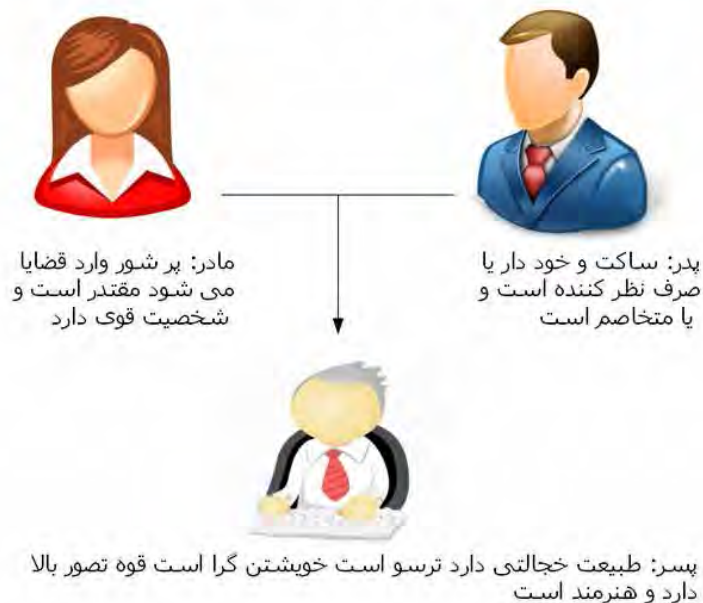 پدر: ساکت و خود دار یا
صرف نظر کننده است و
یا متخاصم است
مادر: پر شور وارد قضایا
می شود مقتدر است و
شخصیت قوی دارد
پسر: طبیعت خجالتی دارد ترسو است خویشتن گرا است قوه تصور بالا
دارد و هنرمند است